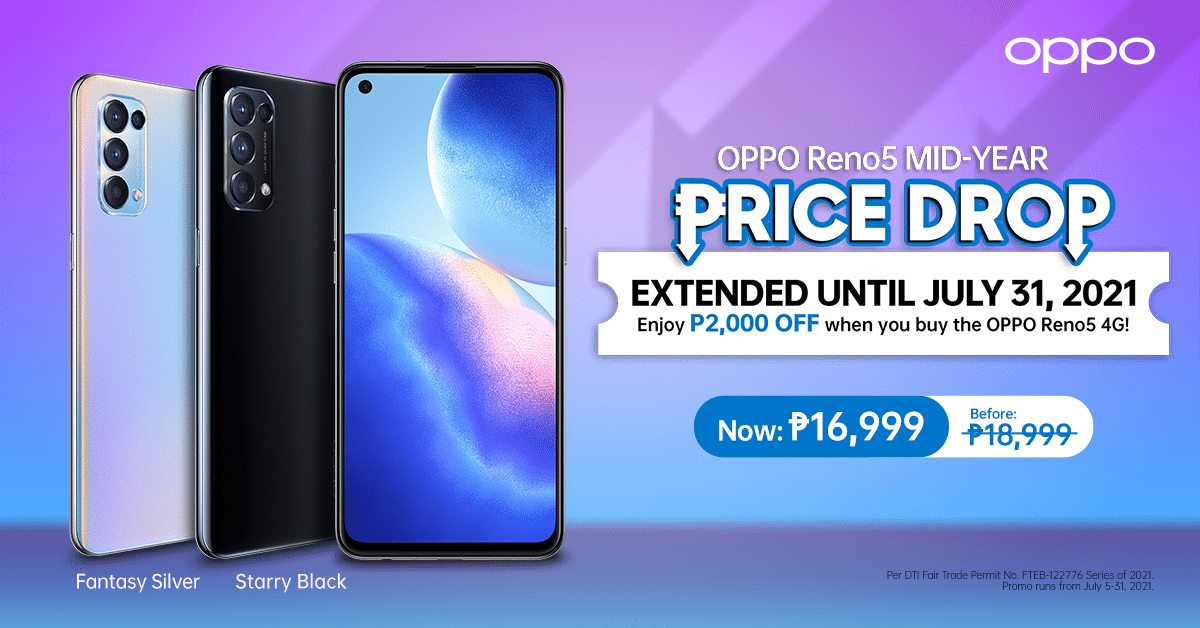 oppo
OPPO Reno5 MID-YEAR
₱RICE DROP
EXTENDED UNTIL JULY 31, 2021
Enjoy P2,000 OFF when you buy the OPPO Reno5 4G!
Now: ₱16,999
Before:
₱18,999
Fantasy Silver
Starry Black
Per DTI Fair Trade Permit No. FTEB-122776 Series of 2021.
Promo runs from July 5-31, 2021.